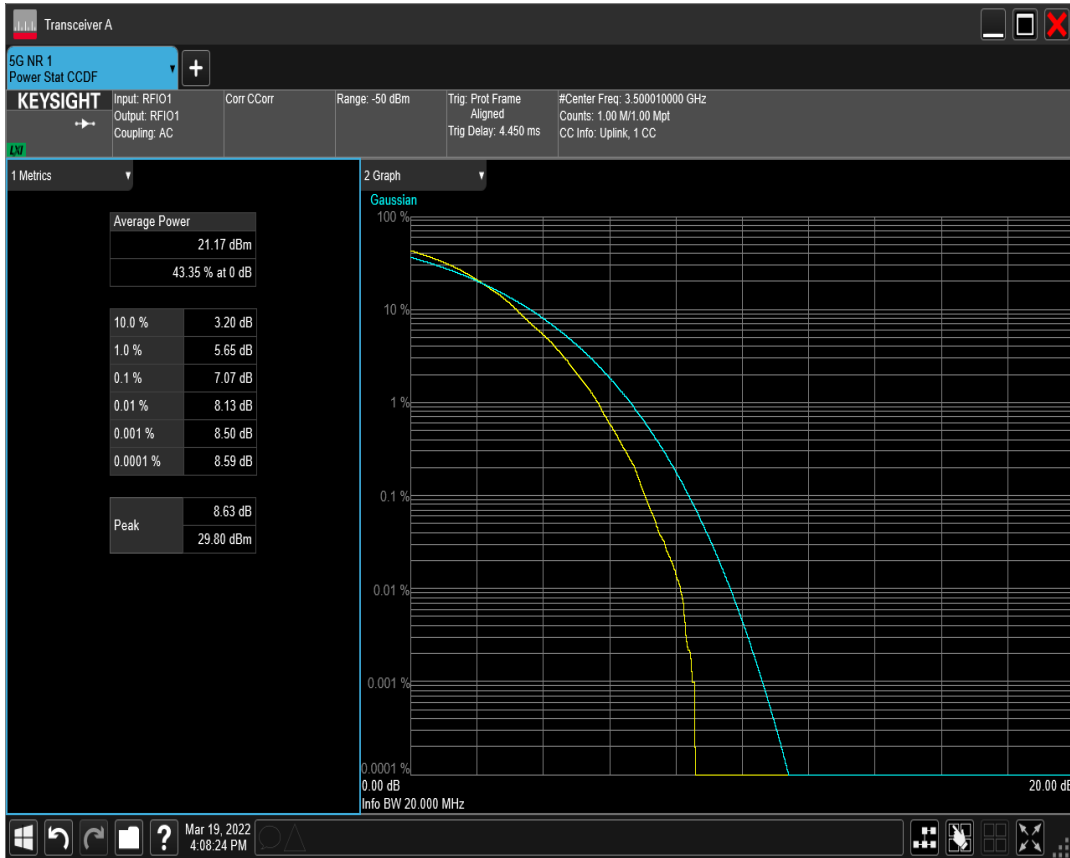 Transceiver A
5G NR 1
Power Stat CCDF
KEYSIGHT
LXI
Input: RFIO1
Output: RFIO1
Coupling: AC
Corr CCorr
Range: -50 dBm
Trig: Prot Frame
Aligned
Trig Delay: 4.450 ms
#Center Freq: 3.500010000 GHz
Counts: 1.00 M/1.00 Mpt
CC Info: Uplink, 1 CC
1 Metrics
Average Power
21.17 dBm
43.35 % at 0 dB
10.0 % 3.20 dB
1.0 % 5.65 dB
0.1 % 7.07 dB
0.01 % 8.13 dB
0.001 % 8.50 dB
0.0001 % 8.59 dB
Peak 8.63 dB
29.80 dBm
2 Graph
Gaussian
100 %
10 %
1 %
0.1 %
0.01 %
0.001 %
0.0001 %
0.00 dB 20.00 dB
Info BW 20.000 MHz
?
Mar 19, 2022
4:08:24 PM